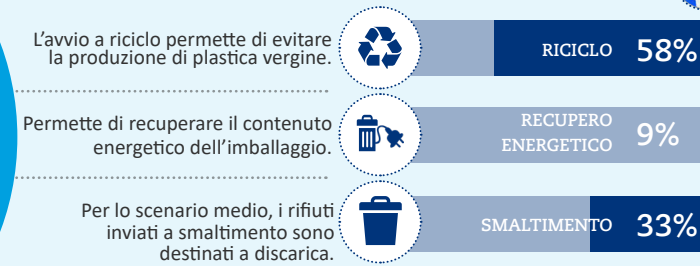 L’avvio a riciclo permette di evitare
la produzione di plastica vergine.
RICICLO 58%
Permette di recuperare il contenuto
energetico dell’imballaggio.
RECUPERO
ENERGETICO 9%
Per lo scenario medio, i rifiuti
inviati a smaltimento sono
destinati a discarica.
SMALTIMENTO 33%